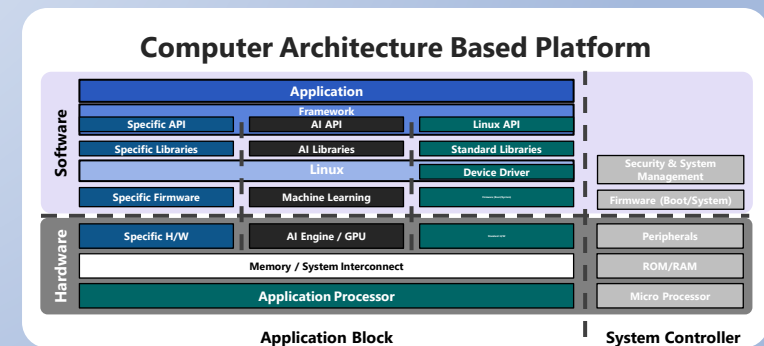 Computer Architecture Based Platform
Software
Application
Framework
Specific API
AI API
Linux API
Specific Libraries
AI Libraries
Standard Libraries
Linux
Device Driver
Security & System
Management
Specific Firmware
Machine Learning
Firmware (Boot/System)
Hardware
Specific H/W
AI Engine / GPU
Peripherals
Memory / System Interconnect
ROM/RAM
Application Processor
Micro Processor
Application Block
System Controller